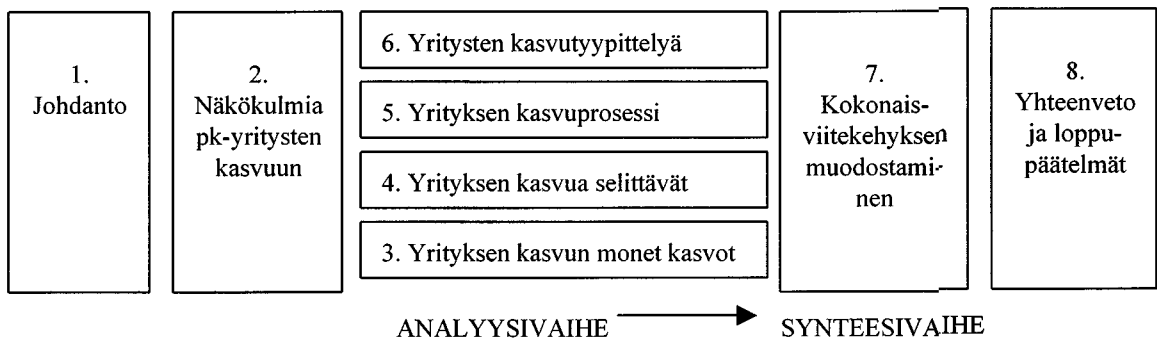 1.
Johdanto
2.
Näkökulmia
pk-yritysten
kasvuun
6. Yritysten kasvutyypittelyä
5. Yrityksen kasvuprosessi
4. Yrityksen kasvua selittävät
3. Yrityksen kasvun monet kasvot
7.
Kokonais-
viitekehyksen
muodostami-
nen
8.
Yhteenveto
ja loppu-
päätelmät
ANALYYSIVAIHE
SYNTEESIVAIHE